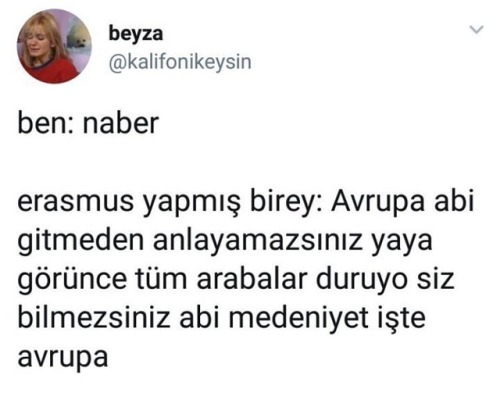 beyza
@kalifonikeysin
ben: naber
erasmus yapmış birey: Avrupa abi
gitmeden anlayamazsınız yaya
görünce tüm arabalar duruyo siz
bilmezsiniz abi medeniyet işte
avrupa